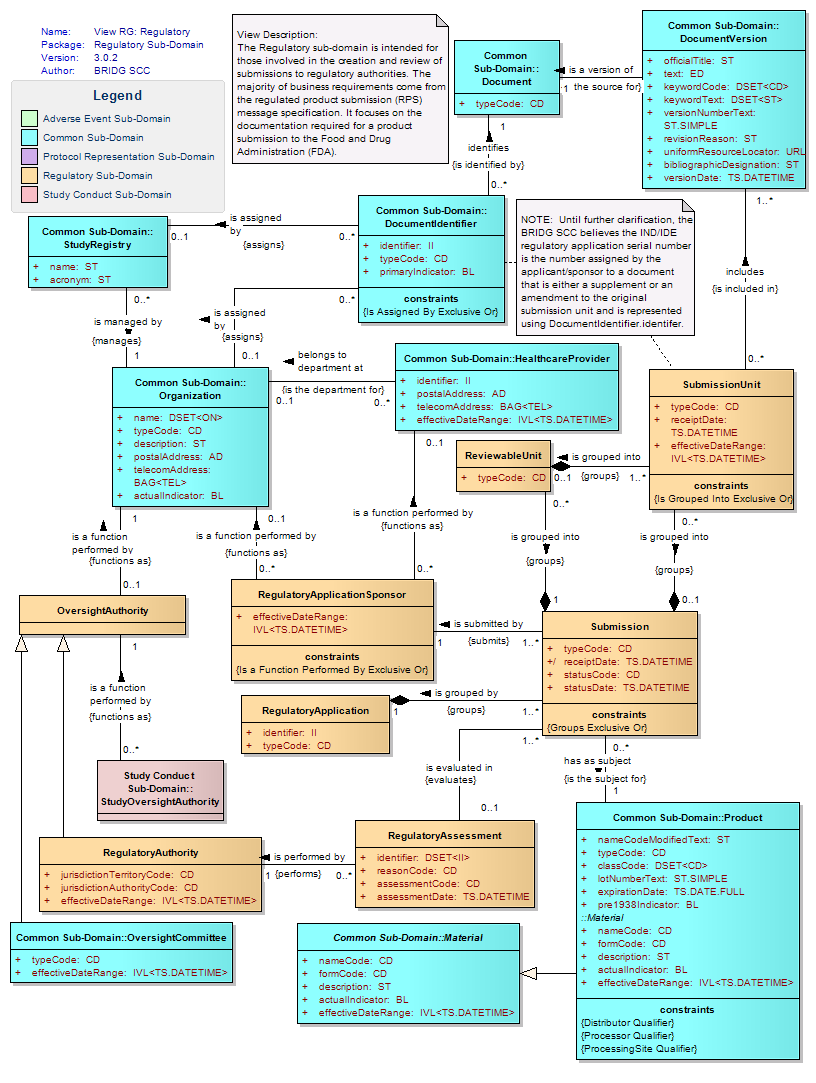 Name: View RG: Regulatory
Package: Regulatory Sub-Domain
Version: 3.0.2
Author: BRIDG SCC
Legend
Adverse Event Sub-Domain
Common Sub-Domain
Protocol Representation Sub-Domain
Regulatory Sub-Domain
Study Conduct Sub-Domain
View Description:
The Regulatory sub-domain is intended for
those involved in the creation and review of
submissions to regulatory authorities. The
majority of business requirements come from
the regulated product submission (RPS)
message specification. It focuses on the
documentation required for a product
submission to the Food and Drug
Administration (FDA).
Common
Sub-Domain::
Document
+ typeCode: CD
is a version of
1 {the source for}
Common Sub-Domain::
DocumentVersion
+ officialTitle: ST
+ text: ED
+ keywordCode: DSET<CD>
+ keywordText: DSET<ST>
+ versionNumberText:
ST.SIMPLE
+ revisionReason: ST
+ uniformResourceLocator: URL
+ bibliographicDesignation: ST
+ versionDate: TS.DATETIME
1
identifies
{is identified by}
0..*
1..*
includes
{is included in}
0..*
Common Sub-Domain::
StudyRegistry
+ name: ST
+ acronym: ST
is assigned
by
0..1
{assigns}
0..*
Common Sub-Domain::
DocumentIdentifier
+ identifier: II
+ typeCode: CD
+ primaryIndicator: BL
constraints
{Is Assigned By Exclusive Or}
NOTE: Until further clarification, the
BRIDG SCC believes the IND/IDE
regulatory application serial number
is the number assigned by the
applicant/sponsor to a document
that is either a supplement or an
amendment to the original
submission unit and is represented
using DocumentIdentifier.identifer.
0..*
is managed by
{manages}
1
0..*
is assigned
by
{assigns}
0..1
belongs to
department at
{is the department for}
0..1
0..*
Common Sub-Domain::
Organization
+ name: DSET<ON>
+ typeCode: CD
+ description: ST
+ postalAddress: AD
+ telecomAddress:
BAG<TEL>
+ actualIndicator: BL
Common Sub-Domain::HealthcareProvider
+ identifier: II
+ postalAddress: AD
+ telecomAddress: BAG<TEL>
+ effectiveDateRange: IVL<TS.DATETIME>
SubmissionUnit
+ typeCode: CD
+ receiptDate:
TS.DATETIME
+ effectiveDateRange:
IVL<TS.DATETIME>
constraints
{Is Grouped Into Exclusive Or}
ReviewableUnit
+ typeCode: CD
is grouped into
0..1
{groups}
1..*
1
is a function
performed by
{functions as}
0..1
0..1
is a function performed by
{functions as}
0..*
0..1
is a function performed by
{functions as}
0..*
0..*
is grouped into
{groups}
1
0..*
is grouped into
{groups}
0..1
OversightAuthority
RegulatoryApplicationSponsor
+ effectiveDateRange:
IVL<TS.DATETIME>
constraints
{Is a Function Performed By Exclusive Or}
is submitted by
1
{submits}
1..*
Submission
+ typeCode: CD
+/ receiptDate: TS.DATETIME
+ statusCode: CD
+ statusDate: TS.DATETIME
constraints
{Groups Exclusive Or}
1
is a function
performed by
{functions as}
0..*
RegulatoryApplication
+ identifier: II
+ typeCode: CD
is grouped by
1
{groups}
1..*
1..*
is evaluated in
{evaluates}
0..1
0..*
has as subject
{is the subject for}
1
Study Conduct
Sub-Domain::
StudyOversightAuthority
RegulatoryAuthority
+ jurisdictionTerritoryCode: CD
+ jurisdictionAuthorityCode: CD
+ effectiveDateRange: IVL<TS.DATETIME>
is performed by
1
{performs}
0..*
RegulatoryAssessment
+ identifier: DSET<II>
+ reasonCode: CD
+ assessmentCode: CD
+ assessmentDate: TS.DATETIME
Common Sub-Domain::Product
+ nameCodeModifiedText: ST
+ typeCode: CD
+ classCode: DSET<CD>
+ lotNumberText: ST.SIMPLE
+ expirationDate: TS.DATE.FULL
+ pre1938Indicator: BL
::Material
+ nameCode: CD
+ formCode: CD
+ description: ST
+ actualIndicator: BL
+ effectiveDateRange: IVL<TS.DATETIME>
constraints
{Distributor Qualifier}
{Processor Qualifier}
{ProcessingSite Qualifier}
Common Sub-Domain::OversightCommittee
+ typeCode: CD
+ effectiveDateRange: IVL<TS.DATETIME>
Common Sub-Domain::Material
+ nameCode: CD
+ formCode: CD
+ description: ST
+ actualIndicator: BL
+ effectiveDateRange: IVL<TS.DATETIME>